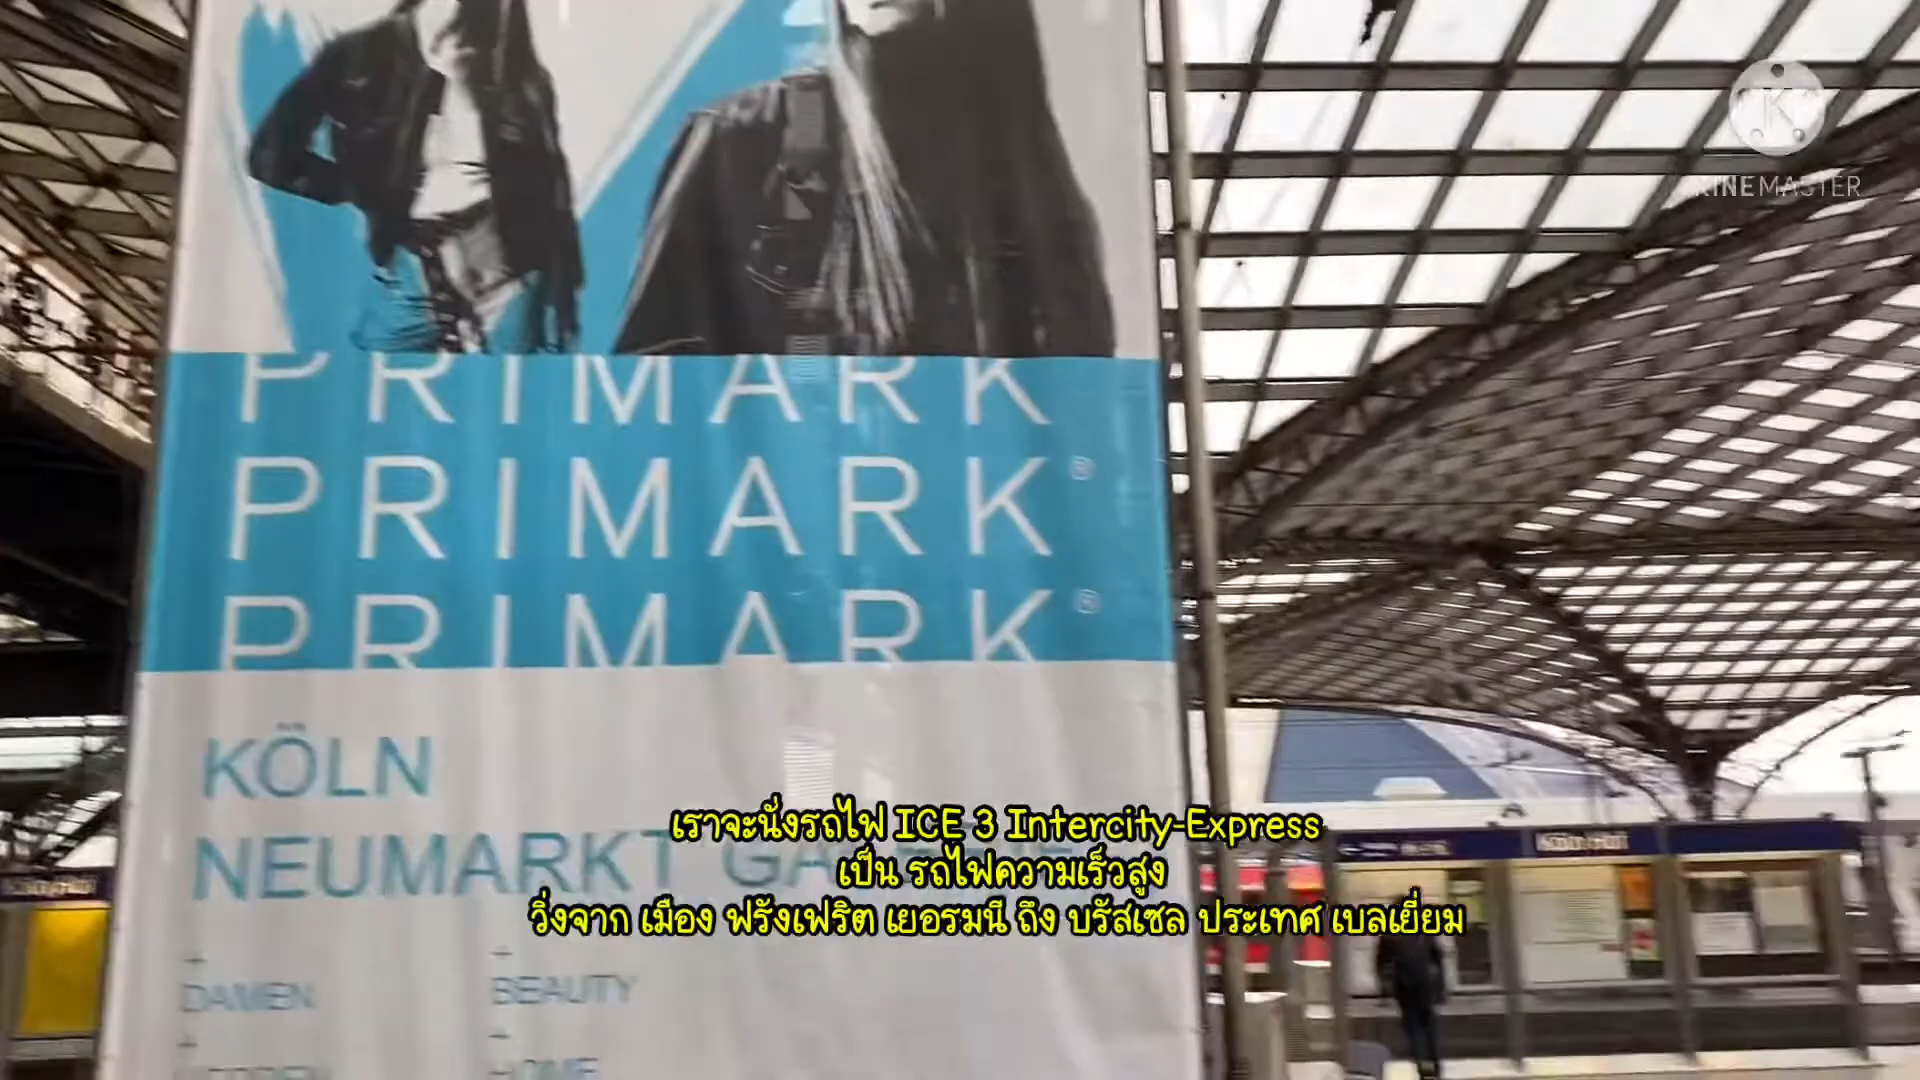 KINEMASTER
PRIMARK
PRIMARK®
PRIMARK®
KÖLN
NEUMARKT
เราจะนั่งรถไฟ ICE 3 Intercity-Express
เป็น รถไฟความเร็วสูง
วิ่งจาก เมือง ฟรังเฟริต เยอรมนี ถึง บรัสเซล ประเทศ เบลเยี่ยม
+ +
DAMEN BEAUTY
+ +
HOME